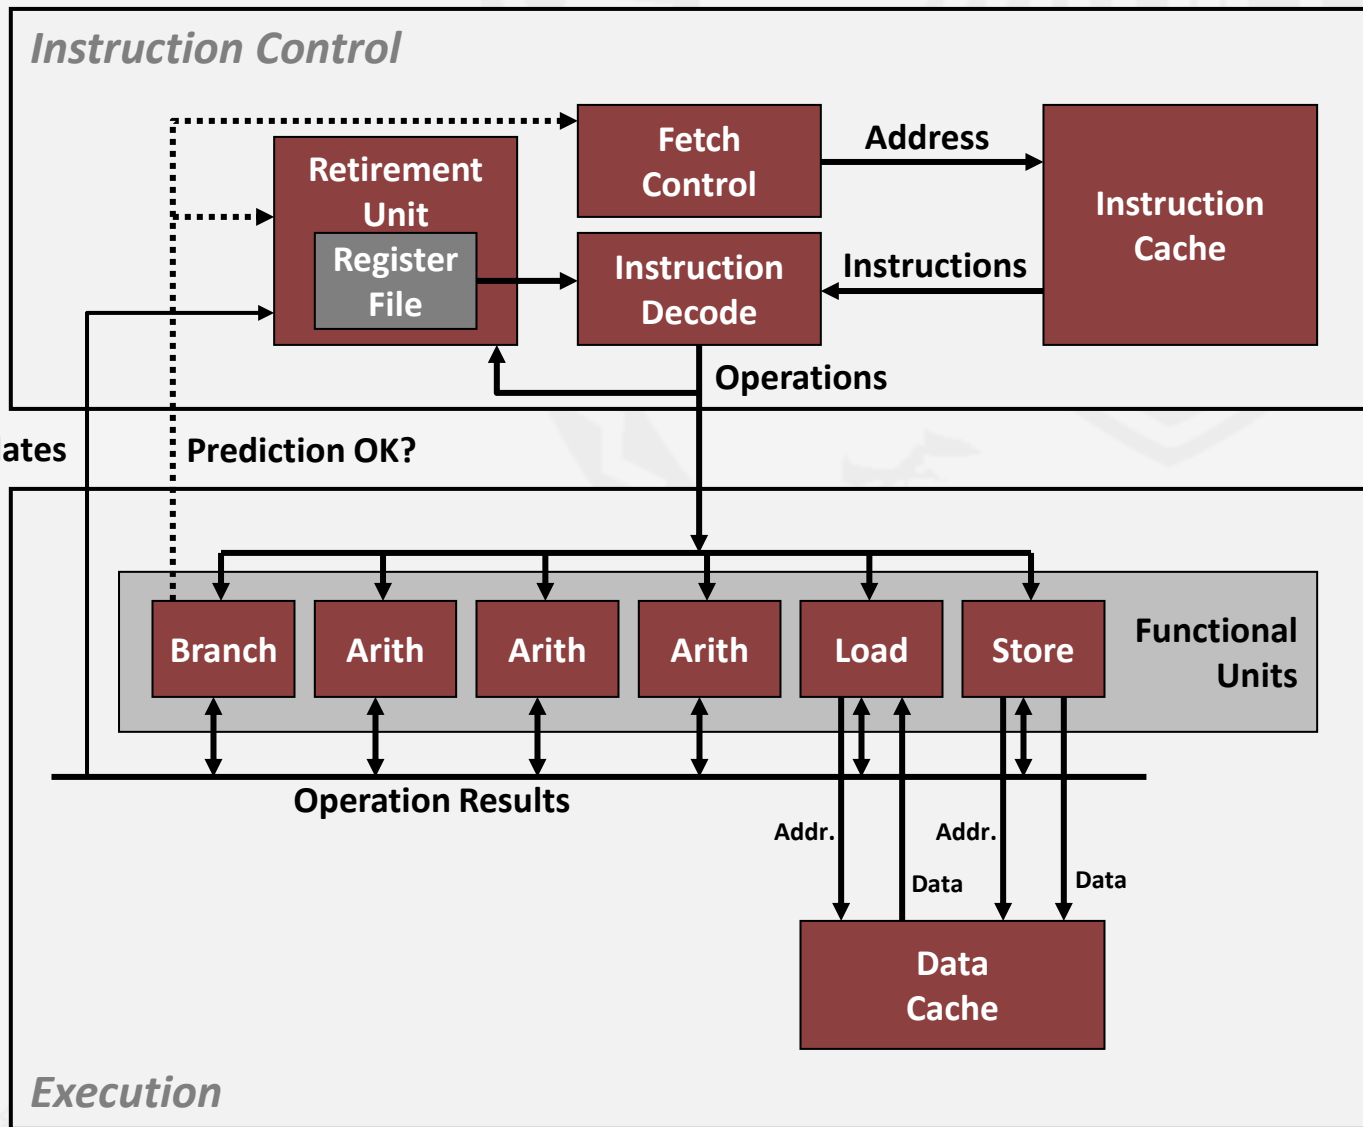 Instruction Control
Fetch
Control
Address
Instruction
Cache
Retirement
Unit
Register
File
Instruction
Decode
Instructions
Operations
Prediction OK?
Branch
Arith
Arith
Arith
Load
Store
Functional
Units
Operation Results
Addr.
Addr.
Data
Data
Data
Cache
Execution